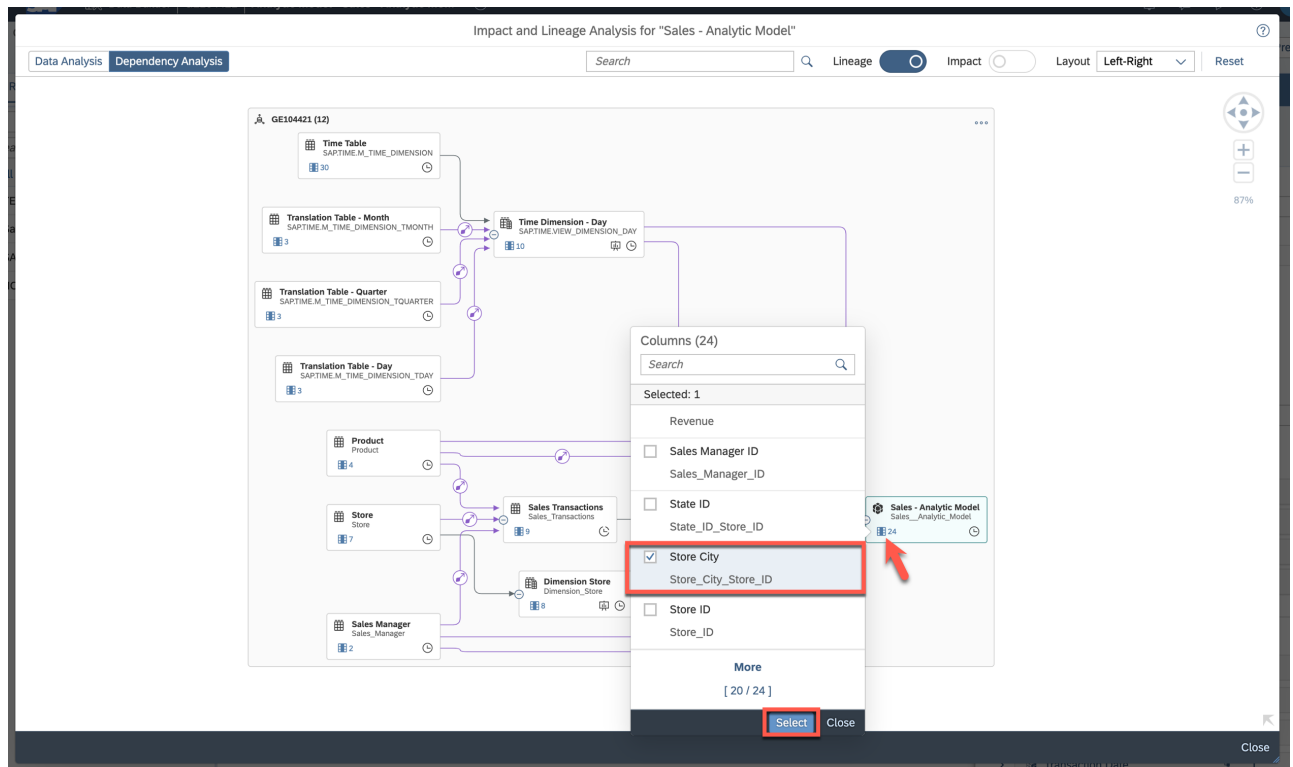 Impact and Lineage Analysis for "Sales - Analytic Model"
Data Analysis Dependency Analysis Search Lineage Impact Layout Left-Right Reset
GE104421 (12)
Time Table
SAP.TIME.M_TIME_DIMENSION
30
Translation Table - Month
SAP.TIME.M_TIME_DIMENSION_TMONTH
3
Time Dimension - Day
SAP.TIME.VIEW_DIMENSION_DAY
10
87%
Translation Table - Quarter
SAP.TIME.M_TIME_DIMENSION_TQUARTER
3
Translation Table - Day
SAP.TIME.M_TIME_DIMENSION_TDAY
3
Product
Product
4
Store
Store
7
Sales Transactions
Sales_Transactions
9
Dimension Store
Dimension_Store
8
Sales Manager
Sales_Manager
2
Columns (24)
Search
Selected: 1
Revenue
Sales Manager ID
Sales_Manager_ID
State ID
State_ID_Store_ID
Store City
Store_City_Store_ID
Store ID
Store_ID
More
[ 20 / 24 ]
Select Close
Sales - Analytic Model
Sales__Analytic_Model
24
Close